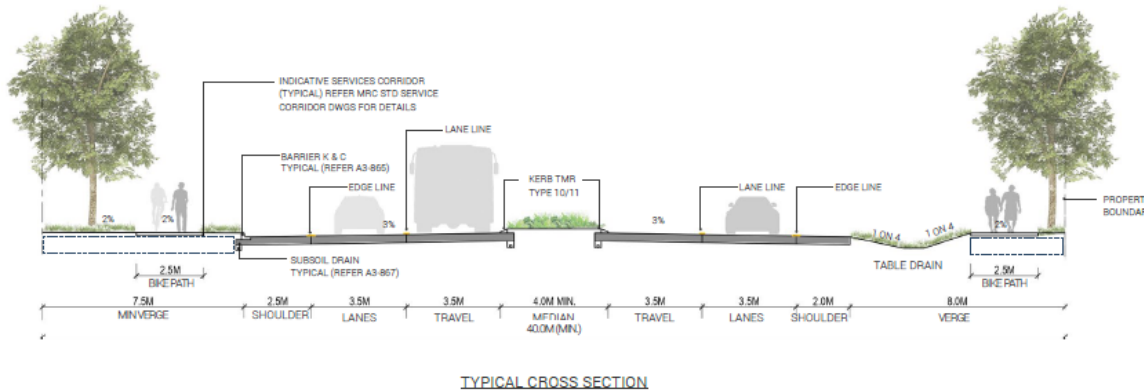 INDICATIVE SERVICES CORRIDOR
(TYPICAL) REFER MRC STD SERVICE
CORRIDOR DWGS FOR DETAILS
LANE LINE
BARRIER K & C
TYPICAL (REFER A3-865)
EDGE LINE
KERB TMR
TYPE 10/11
LANE LINE
EDGE LINE
PROPERT
BOUNDAR
2%
2%
3%
3%
1 ON 4
1 ON 4
2%
SUBSOIL DRAIN
TYPICAL (REFER A3-867)
TABLE DRAIN
2.5M
BIKE PATH
2.5M
BIKE PATH
7.5M 2.5M 3.5M 3.5M 4.0M MIN. 3.5M 3.5M 2.0M 8.0M
MIN VERGE SHOULDER LANES TRAVEL MEDIAN TRAVEL LANES SHOULDER VERGE
40.0M (MIN.)
TYPICAL CROSS SECTION